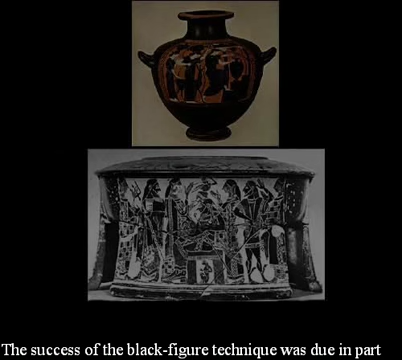 The success of the black-figure technique was due in part